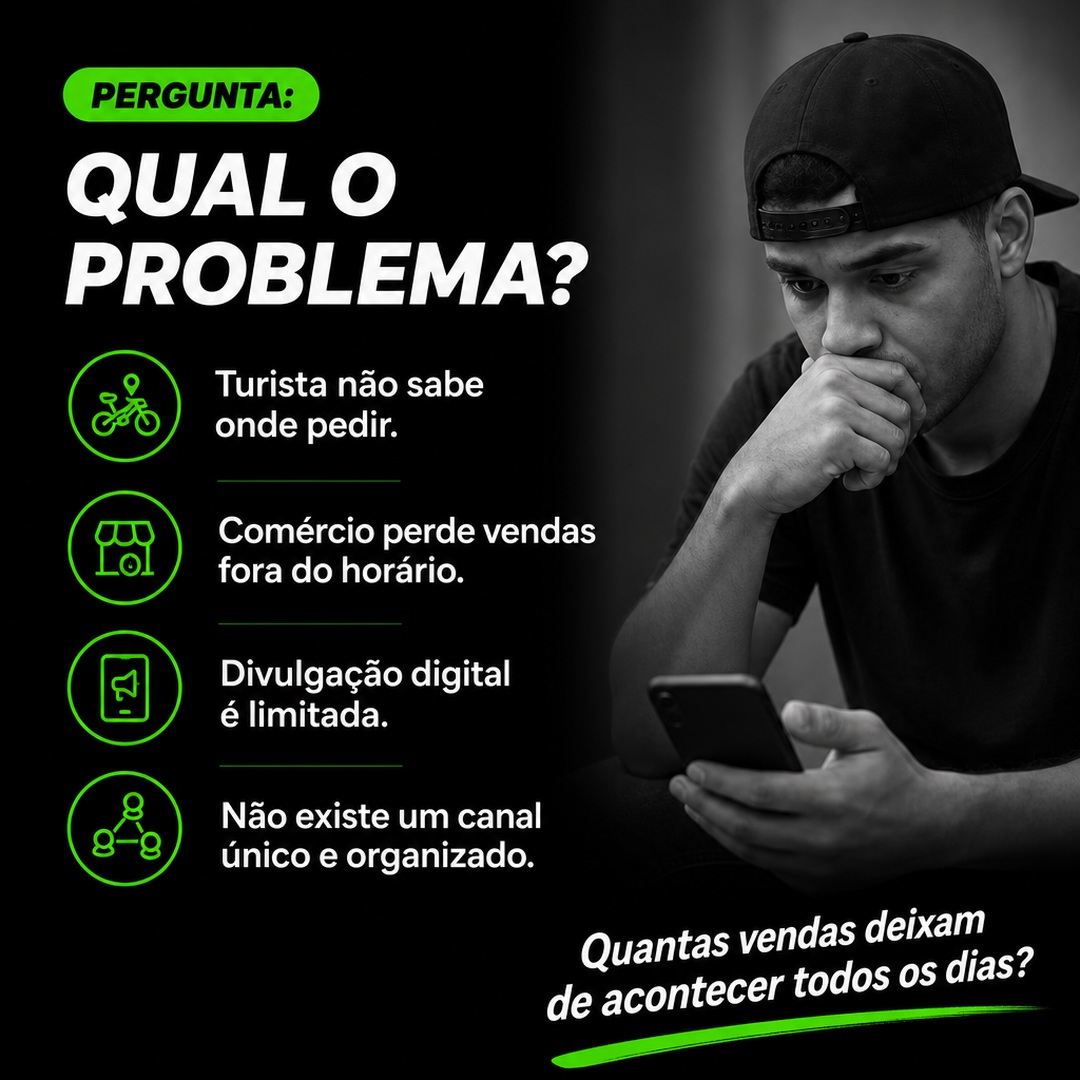 PERGUNTA:
QUAL O
PROBLEMA?
Turista não sabe
onde pedir.
Comércio perde vendas
fora do horário.
Divulgação digital
é limitada.
Não existe um canal
único e organizado.
Quantas vendas deixam
de acontecer todos os dias?